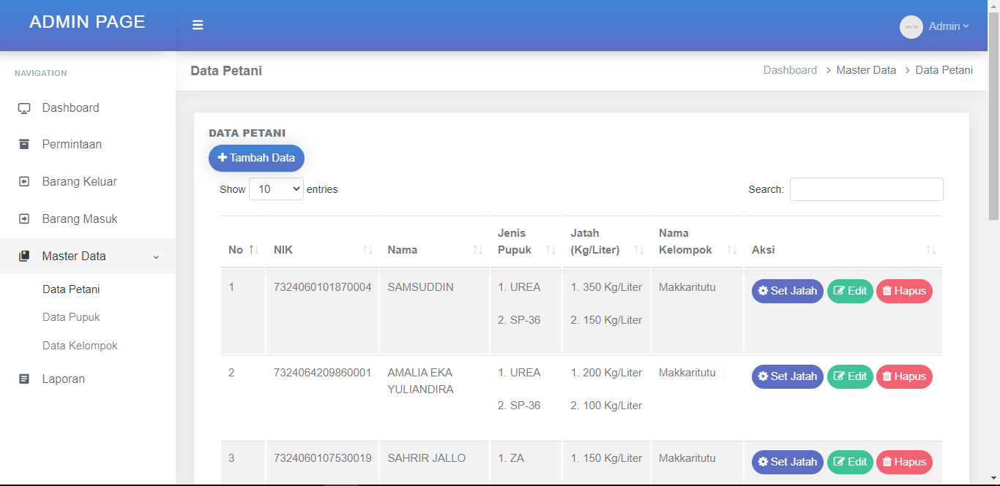 ADMIN PAGE
Admin
NAVIGATION
Dashboard
Permintaan
Barang Keluar
Barang Masuk
Master Data
Data Petani
Data Pupuk
Data Kelompok
Laporan
Data Petani
Dashboard > Master Data > Data Petani
DATA PETANI
Tambah Data
Show 10 entries
Search:
No NIK Nama Jenis Pupuk Jatah (Kg/Liter) Nama Kelompok Aksi
1 7324060101870004 SAMSUDDIN 1. UREA 1. 350 Kg/Liter Makkaritutu Set Jatah Edit Hapus
2. SP-36 2. 150 Kg/Liter
2 7324064209860001 AMALIA EKA 1. UREA 1. 200 Kg/Liter Makkaritutu Set Jatah Edit Hapus
YULIANDIRA
2. SP-36 2. 100 Kg/Liter
3 7324060107530019 SAHRIR JALLO 1. ZA 1. 150 Kg/Liter Makkaritutu Set Jatah Edit Hapus